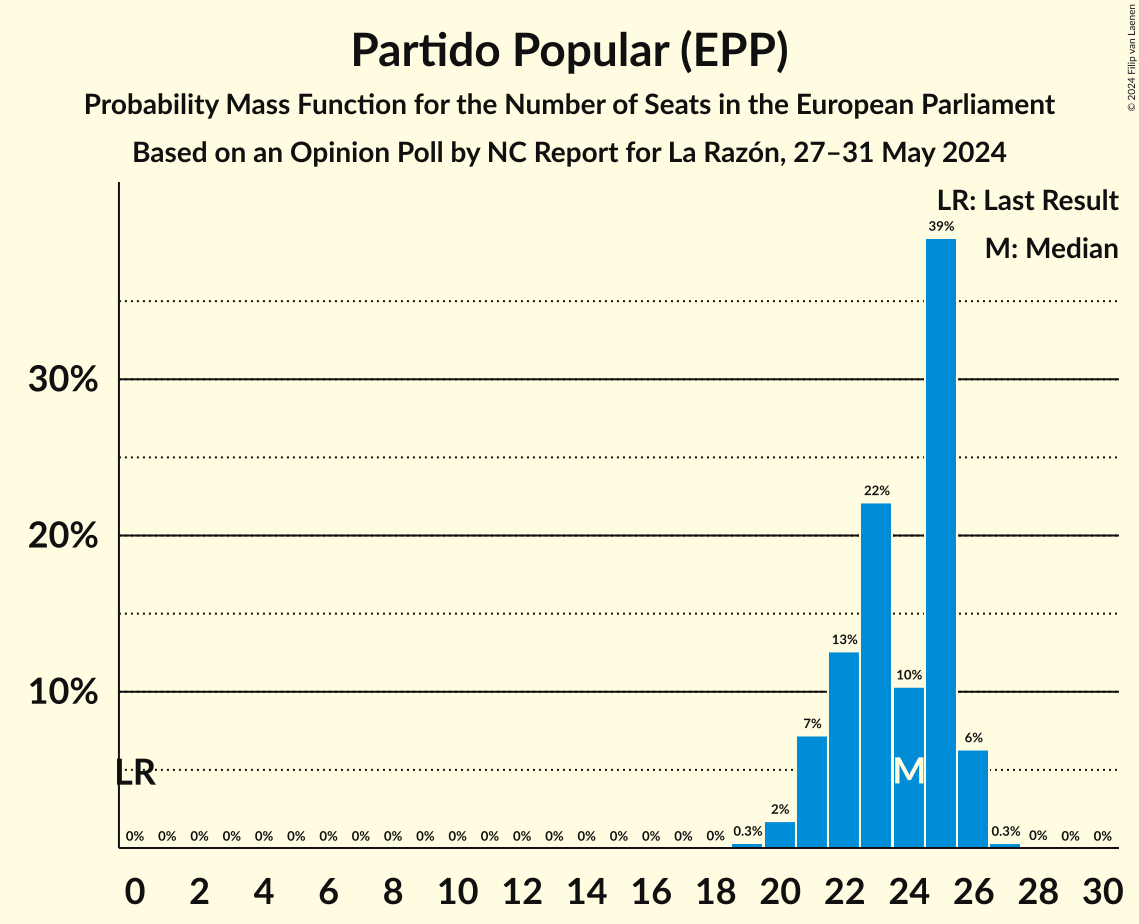 Partido Popular (EPP)
Probability Mass Function for the Number of Seats in the European Parliament
Based on an Opinion Poll by NC Report for La Razón, 27–31 May 2024
© 2024 Filip van Laenen
LR: Last Result
M: Median
39%
30%
22%
20%
13%
10%
10%
7%
6%
LR
M
2%
0% 0% 0% 0% 0% 0% 0% 0% 0% 0% 0% 0% 0% 0% 0% 0% 0% 0% 0% 0.3% 0.3% 0% 0% 0%
0 2 4 6 8 10 12 14 16 18 20 22 24 26 28 30